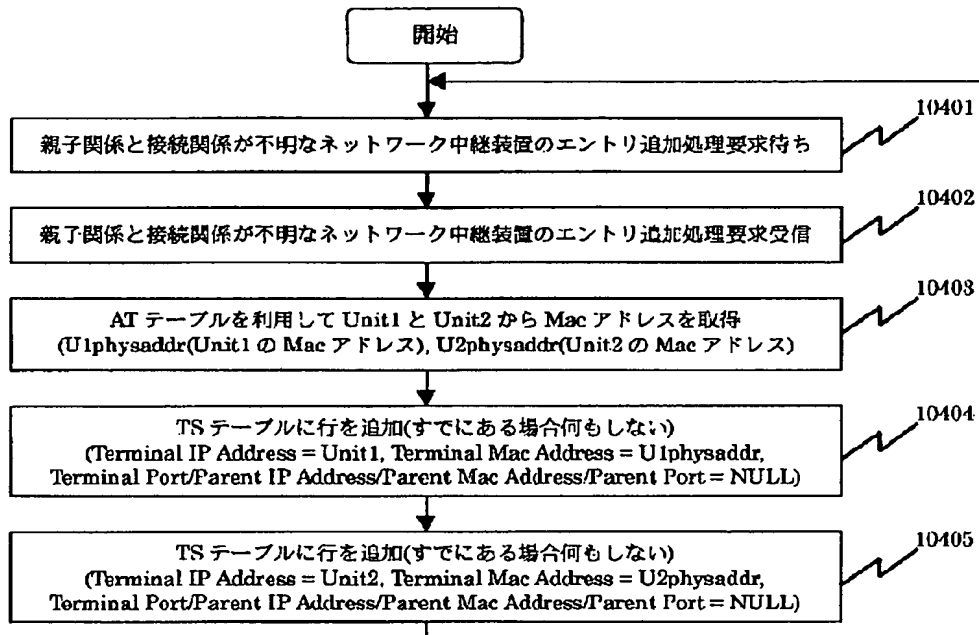 開始
10401
親子関係と接続関係が不明なネットワーク中継装置のエントリ追加処理要求待ち
10402
親子関係と接続関係が不明なネットワーク中継装置のエントリ追加処理要求受信
10403
AT テーブルを利用して Unit1 と Unit2 から Mac アドレスを取得
(U1physaddr(Unit1 の Mac アドレス), U2physaddr(Unit2 の Mac アドレス)
10404
TS テーブルに行を追加(すでにある場合何もしない)
(Terminal IP Address = Unit1, Terminal Mac Address = U1physaddr,
Terminal Port/Parent IP Address/Parent Mac Address/Parent Port = NULL)
10405
TS テーブルに行を追加(すでにある場合何もしない)
(Terminal IP Address = Unit2, Terminal Mac Address = U2physaddr,
Terminal Port/Parent IP Address/Parent Mac Address/Parent Port = NULL)